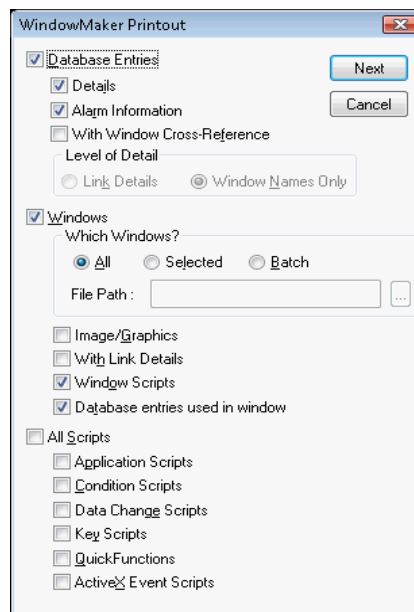 WindowMaker Printout
Database Entries
Next
Details
Alarm Information
Cancel
With Window Cross-Reference
Level of Detail
Link Details Window Names Only
Windows
Which Windows?
All Selected Batch
File Path :
...
Image/Graphics
With Link Details
Window Scripts
Database entries used in window
All Scripts
Application Scripts
Condition Scripts
Data Change Scripts
Key Scripts
QuickFunctions
ActiveX Event Scripts